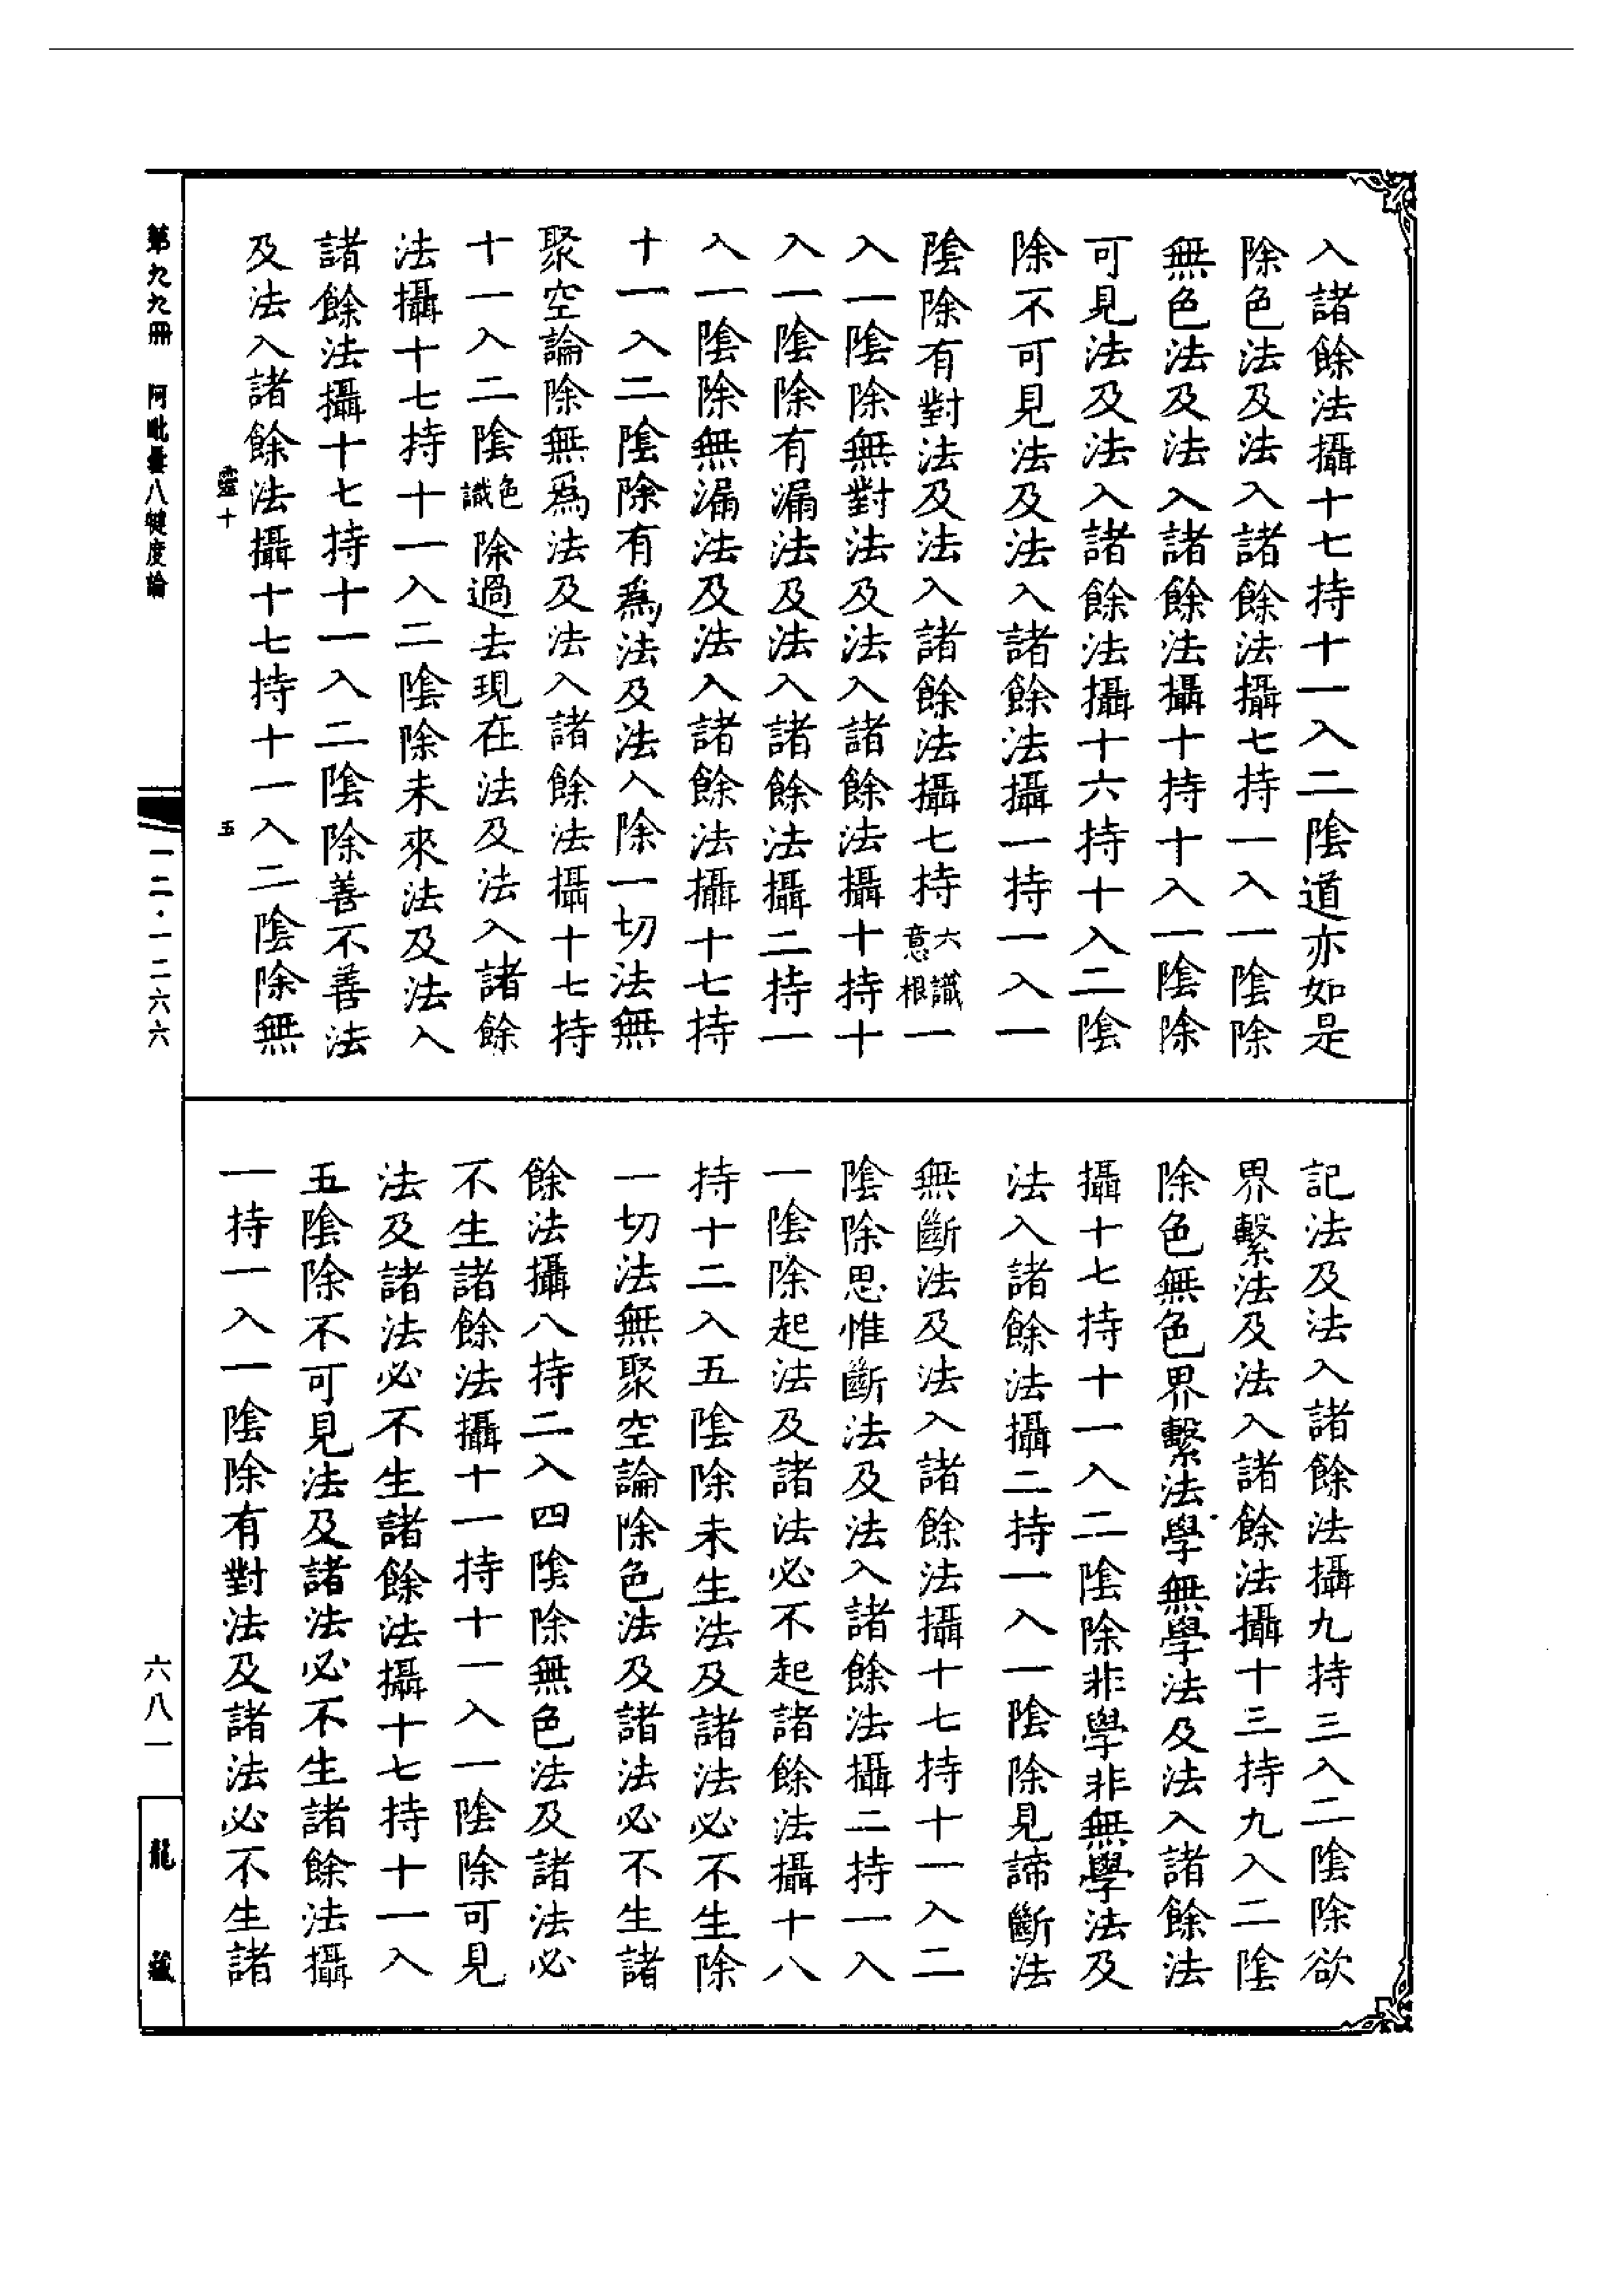 入諸餘法攝十七持十一入二陰道亦如是
除色法及法入諸餘法攝七持一入一陰除
無色法及法入諸餘法攝十持十入一陰除
可見法及法入諸餘法攝十六持十入二陰
除不可見法及法入諸餘法攝一持一入一
陰除有對法及法入諸餘法攝七持六識意根一
入一陰除無對法及法入諸餘法攝十持十
入一陰除有漏法及法入諸餘法攝二持一
入一陰除無漏法及法入諸餘法攝十七持
十一入二陰除有為法及法入除一切法無
聚空論除無為法及法入諸餘法攝十七持
十一入二陰色識除過去現在法及法入諸餘
法攝十七持十一入二陰除未來法及法入
諸餘法攝十七持十一入二陰除善不善法
及法入諸餘法攝十七持十一入二陰除無
靈十 五
記法及法入諸餘法攝九持三入二陰除欲
界繫法及法入諸餘法攝十三持九入二陰
除色無色界繫法學無學法及法入諸餘法
攝十七持十一入二陰除非學非無學法及
法入諸餘法攝二持一入一陰除見諦斷法
無斷法及法入諸餘法攝十七持十一入二
陰除思惟斷法及法入諸餘法攝二持一入
一陰除起法及諸法必不起諸餘法攝十八
持十二入五陰除未生法及諸法必不生除
一切法無聚空論除色法及諸法必不生諸
餘法攝八持二入四陰除無色法及諸法必
不生諸餘法攝十一持十一入一陰除可見
法及諸法必不生諸餘法攝十七持十一入
五陰除不可見法及諸法必不生諸餘法攝
一持一入一陰除有對法及諸法必不生諸
第九九冊 阿毗曇八犍度論
一二·一二六六
六八一
龍藏